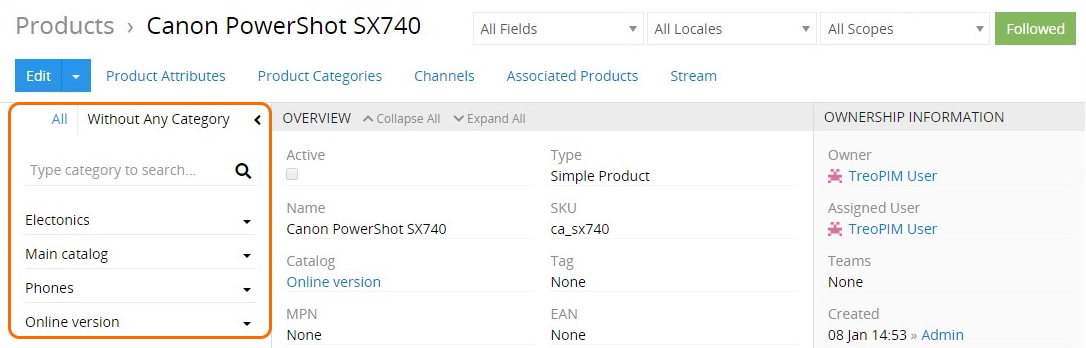 Products › Canon PowerShot SX740
All Fields
All Locales
All Scopes
Followed
Edit
Product Attributes
Product Categories
Channels
Associated Products
Stream
All
Without Any Category
Type category to search...
Electonics
Main catalog
Phones
Online version
OVERVIEW
Collapse All
Expand All
Active
Type
Simple Product
Name
Canon PowerShot SX740
SKU
ca_sx740
Catalog
Online version
Tag
None
MPN
None
EAN
None
OWNERSHIP INFORMATION
Owner
TreoPIM User
Assigned User
TreoPIM User
Teams
None
Created
08 Jan 14:53 » Admin